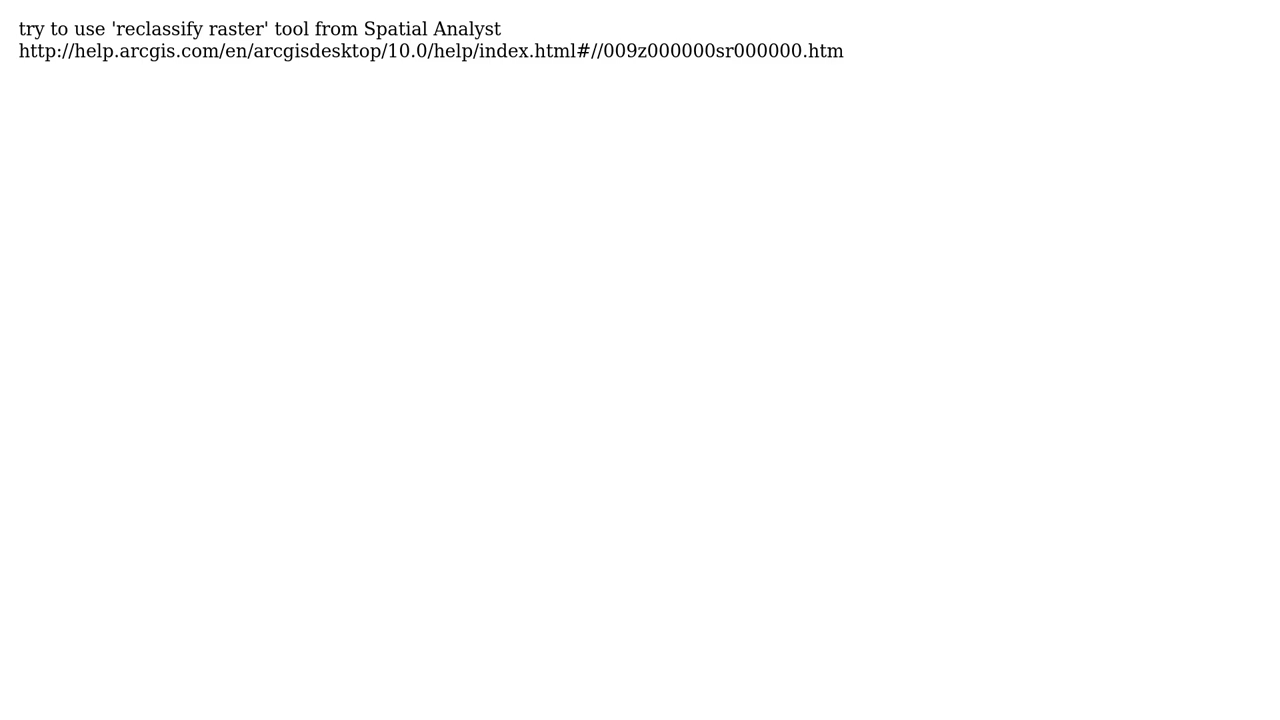 try to use 'reclassify raster' tool from Spatial Analyst
http://help.arcgis.com/en/arcgisdesktop/10.0/help/index.html#//009z000000sr000000.htm